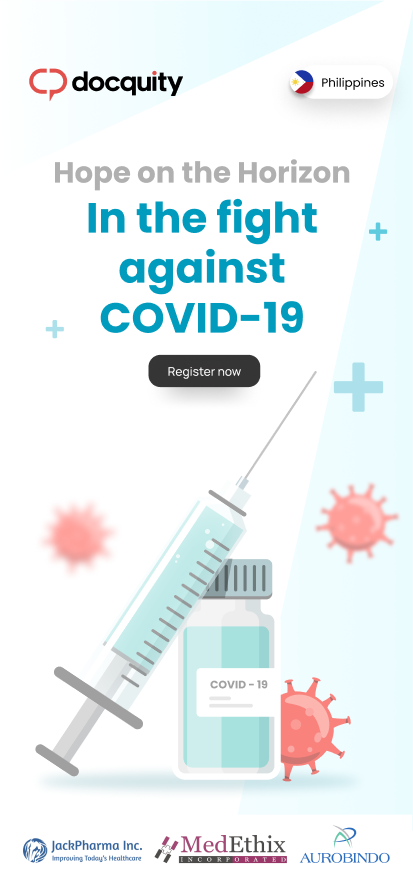 docquity
Philippines
Hope on the Horizon
In the fight
against
COVID-19
Register now
COVID - 19
JackPharma Inc.
Improving Today's Healthcare
MedEthix
INCORPORATED
AUROBINDO